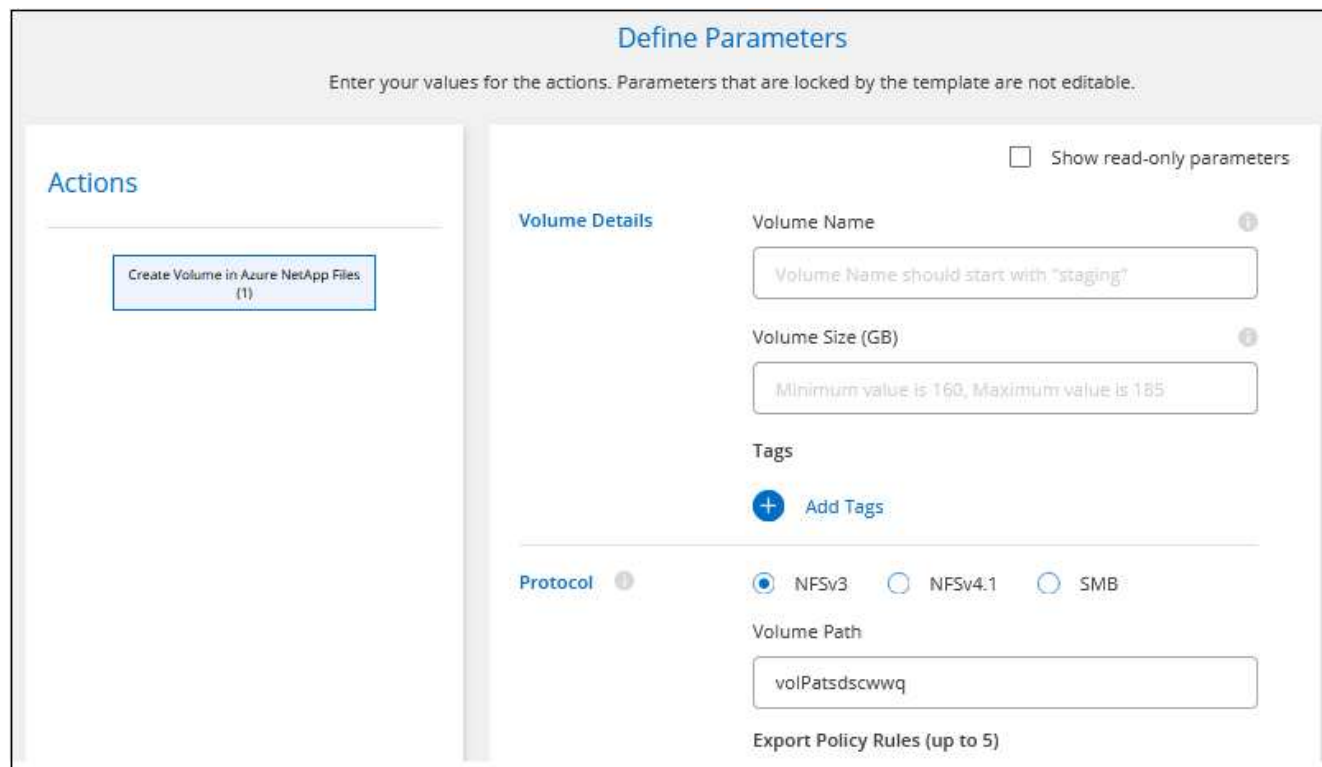 Define Parameters
Enter your values for the actions. Parameters that are locked by the template are not editable.
Actions
Create Volume in Azure NetApp Files
(1)
Show read-only parameters
Volume Details
Volume Name
Volume Name should start with "staging"
Volume Size (GB)
Minimum value is 160, Maximum value is 185
Tags
Add Tags
Protocol
NFSv3 NFSv4.1 SMB
Volume Path
volPatsdscwwq
Export Policy Rules (up to 5)